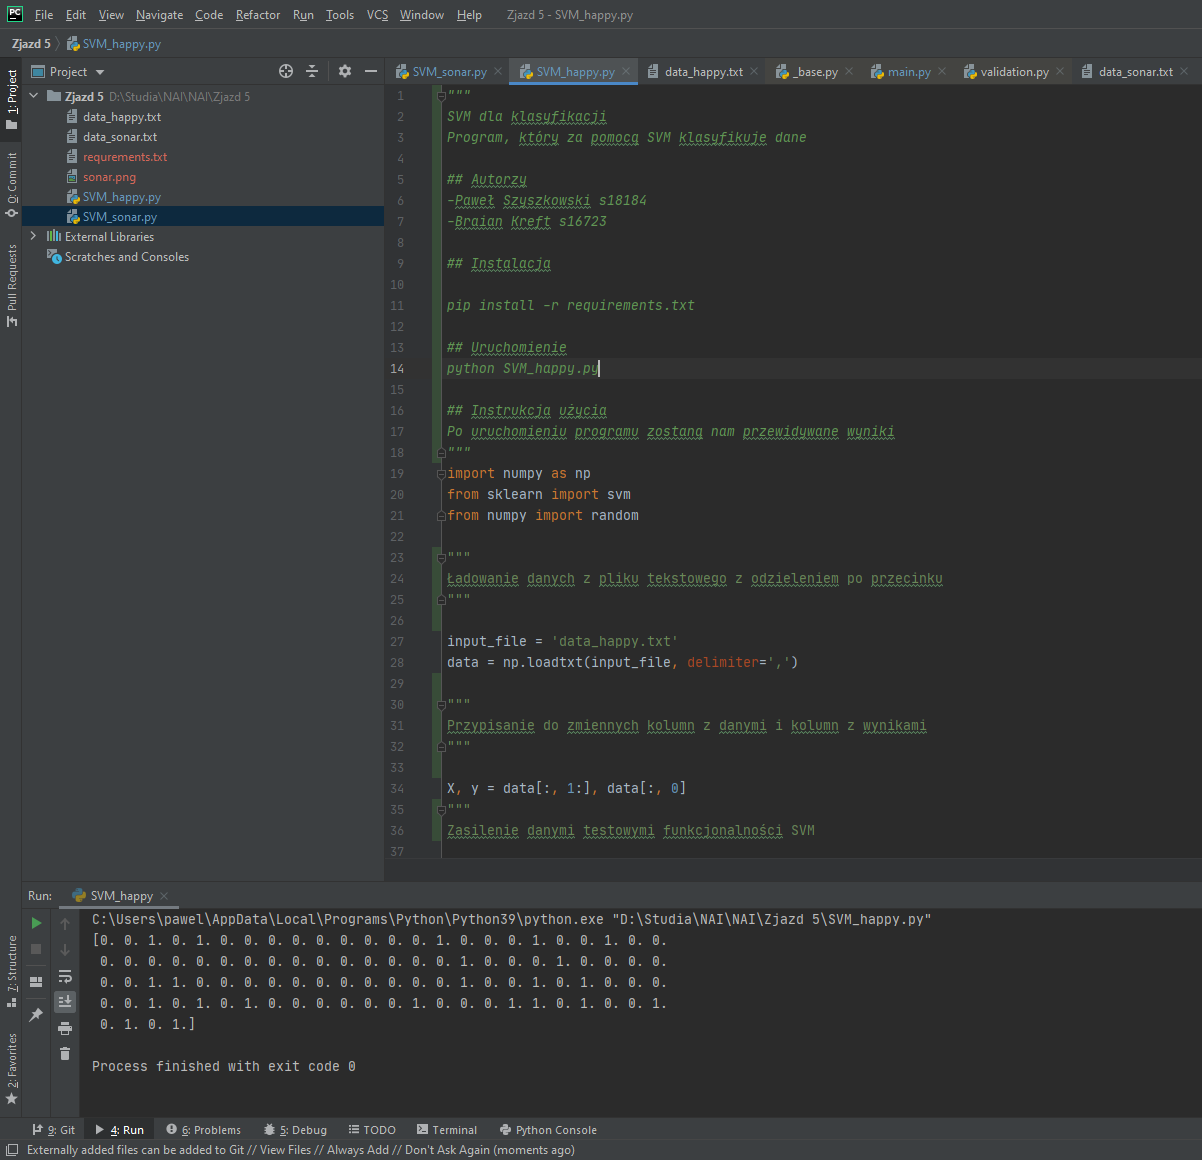 PC File Edit View Navigate Code Refactor Run Tools VCS Window Help Zjazd 5 - SVM_happy.py
Zjazd 5 SVM_happy.py
Project
SVM_sonar.py SVM_happy.py data_happy.txt _base.py main.py validation.py data_sonar.txt
1: Project
0: Commit
Pull Requests
7: Structure
2: Favorites
Zjazd 5 D:\Studia\NAI\NAI\Zjazd 5
data_happy.txt
data_sonar.txt
requrements.txt
sonar.png
SVM_happy.py
SVM_sonar.py
External Libraries
Scratches and Consoles
1 """
2 SVM dla klasyfikacji
3 Program, który za pomocą SVM klasyfikuje dane
4
5 ## Autorzy
6 -Paweł Szyszkowski s18184
7 -Braian Kreft s16723
8
9 ## Instalacja
10
11 pip install -r requirements.txt
12
13 ## Uruchomienie
14 python SVM_happy.py
15
16 ## Instrukcja użycia
17 Po uruchomieniu programu zostaną nam przewidywane wyniki
18 """
19 import numpy as np
20 from sklearn import svm
21 from numpy import random
22
23 """
24 Ładowanie danych z pliku tekstowego z odzieleniem po przecinku
25 """
26
27 input_file = 'data_happy.txt'
28 data = np.loadtxt(input_file, delimiter=',')
29
30 """
31 Przypisanie do zmiennych kolumn z danymi i kolumn z wynikami
32 """
33
34 X, y = data[:, 1:], data[:, 0]
35 """
36 Zasilenie danymi testowymi funkcjonalności SVM
37
Run: SVM_happy
C:\Users\pawel\AppData\Local\Programs\Python\Python39\python.exe "D:\Studia\NAI\NAI\Zjazd 5\SVM_happy.py"
[0. 0. 1. 0. 1. 0. 0. 0. 0. 0. 0. 0. 0. 0. 1. 0. 0. 0. 1. 0. 0. 1. 0. 0.
0. 0. 0. 0. 0. 0. 0. 0. 0. 0. 0. 0. 0. 0. 0. 1. 0. 0. 0. 1. 0. 0. 0. 0.
0. 0. 1. 1. 0. 0. 0. 0. 0. 0. 0. 0. 0. 0. 0. 1. 0. 0. 1. 0. 1. 0. 0. 0.
0. 0. 1. 0. 1. 0. 1. 0. 0. 0. 0. 0. 0. 1. 0. 0. 0. 1. 1. 0. 1. 0. 0. 1.
0. 1. 0. 1.]
Process finished with exit code 0
9: Git 4: Run 6: Problems 5: Debug TODO Terminal Python Console
Externally added files can be added to Git // View Files // Always Add // Don't Ask Again (moments ago)